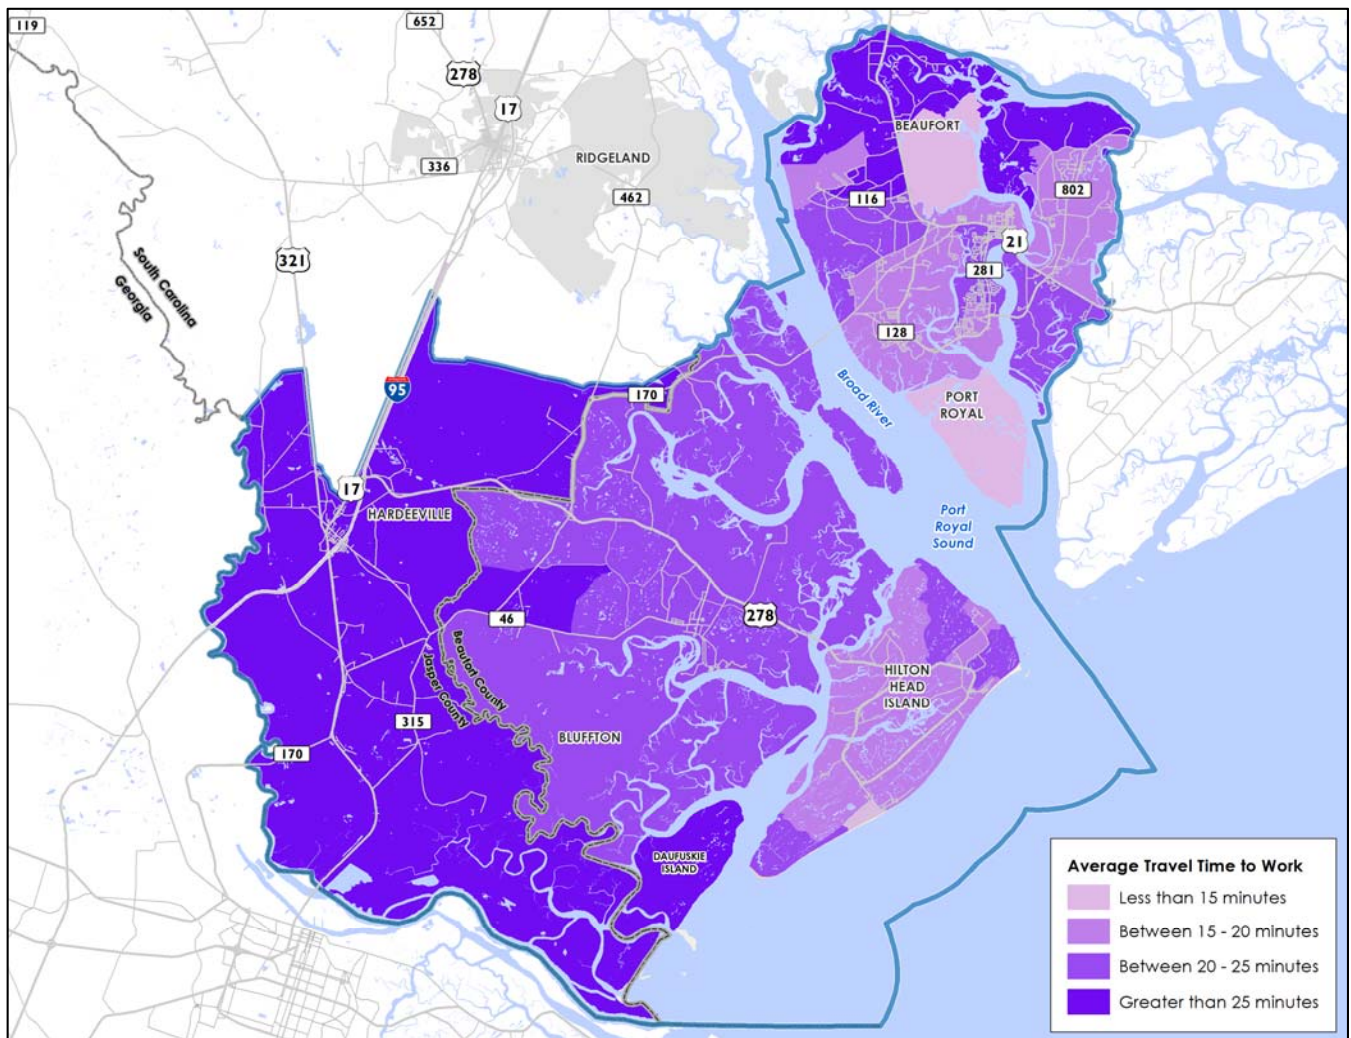 119
652
278
17
BEAUFORT
RIDGELAND
336
462
116
802
321
21
281
South Carolina
Georgia
128
95
170
Broad River
PORT
ROYAL
17
HARDEEVILLE
Port
Royal
Sound
46
278
Beaufort County
Jasper County
HILTON
HEAD
ISLAND
315
BLUFFTON
170
DAUFUSKIE
ISLAND
Average Travel Time to Work
Less than 15 minutes
Between 15 - 20 minutes
Between 20 - 25 minutes
Greater than 25 minutes